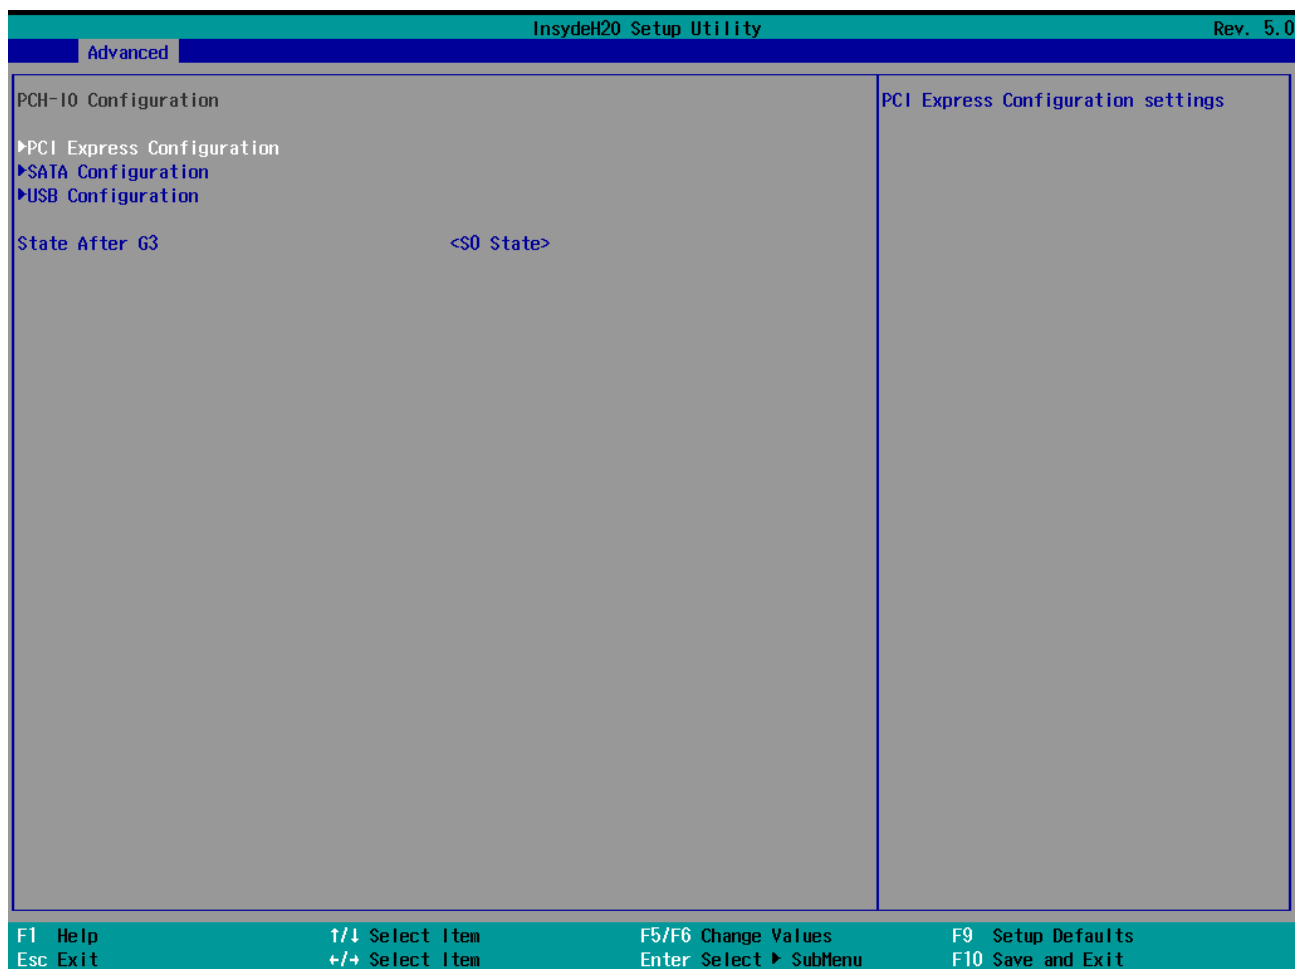 InsydeH20 Setup Utility Rev. 5.0
Advanced
PCH-IO Configuration
PCI Express Configuration settings
▶PCI Express Configuration
▶SATA Configuration
▶USB Configuration
State After G3 <S0 State>
F1 Help ↑/↓ Select Item F5/F6 Change Values F9 Setup Defaults
Esc Exit ←/→ Select Item Enter Select ▶ SubMenu F10 Save and Exit